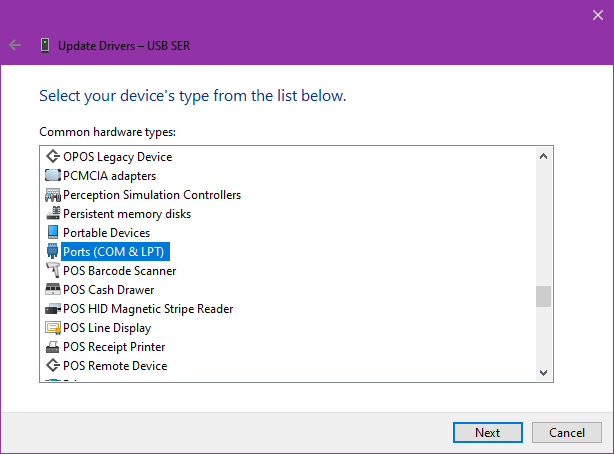 Update Drivers – USB SER
Select your device's type from the list below.
Common hardware types:
OPOS Legacy Device
PCMCIA adapters
Perception Simulation Controllers
Persistent memory disks
Portable Devices
Ports (COM & LPT)
POS Barcode Scanner
POS Cash Drawer
POS HID Magnetic Stripe Reader
POS Line Display
POS Receipt Printer
POS Remote Device
Next
Cancel